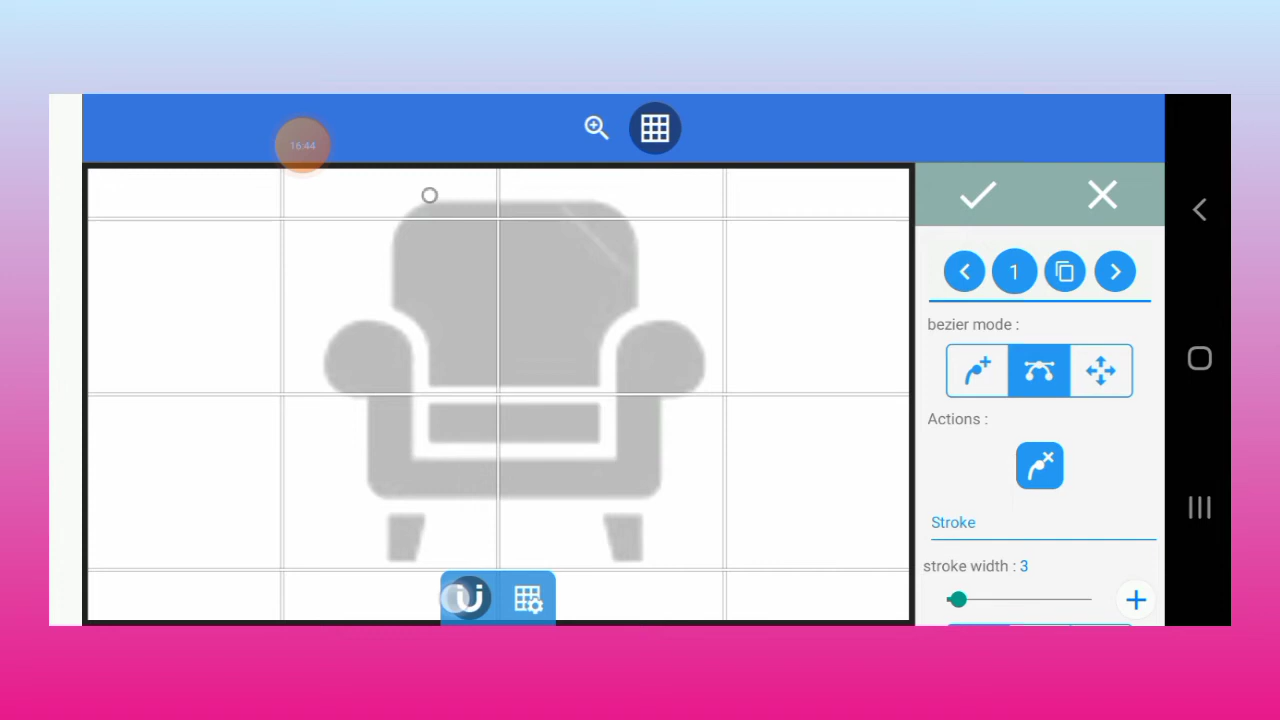 16:44
1
bezier mode :
Actions :
Stroke
stroke width : 3